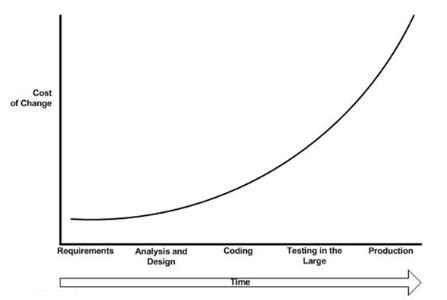 Cost
of Change
Requirements
Analysis and
Design
Coding
Testing in the
Large
Production
Time